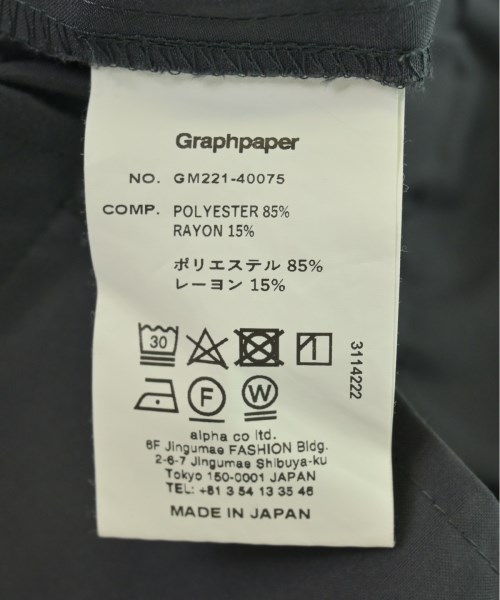 Graphpaper
NO. GM221-40075
COMP. POLYESTER 85%
RAYON 15%
ポリエステル 85%
レーヨン 15%
30
F
W
3114222
alpha co ltd.
6F Jingumae FASHION Bldg.
2-6-7 Jingumae Shibuya-ku
Tokyo 150-0001 JAPAN
TEL: +81 3 54 13 35 46
MADE IN JAPAN